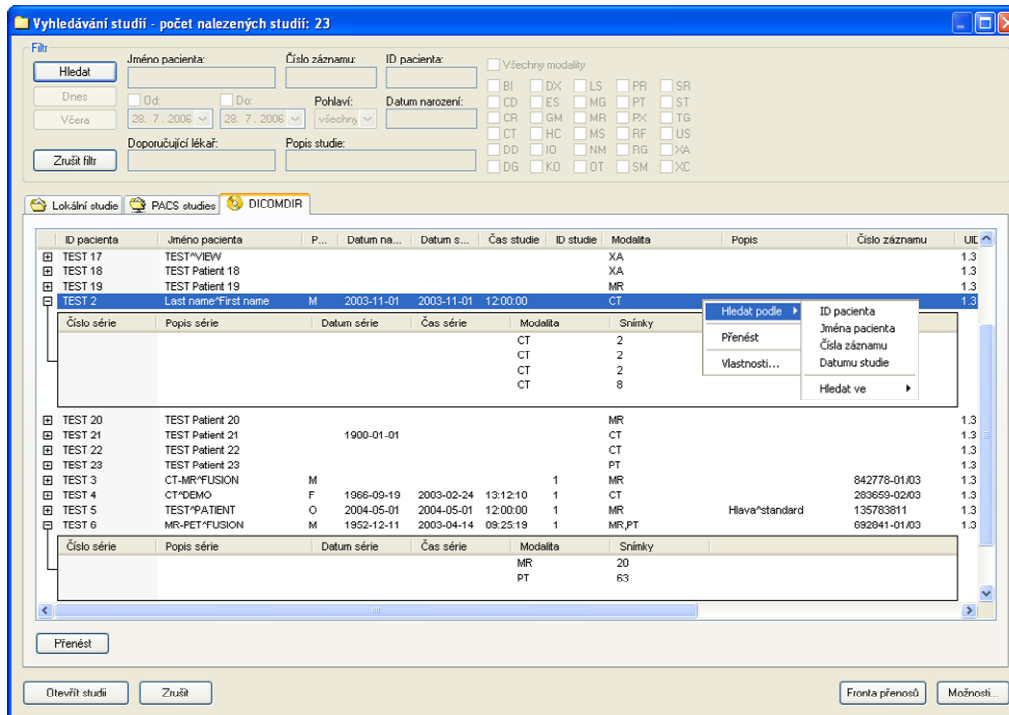 Vyhledávání studií - počet nalezených studií: 23
Filtr
Hledat
Dnes
Včera
Zrušit filtr
Jméno pacienta:
Číslo záznamu:
ID pacienta:
Od:
Do:
Pohlaví:
Datum narození:
28. 7. 2006
28. 7. 2006
všechny
Doporučující lékař:
Popis studie:
Všechny modality
BI DX LS PR SR
CD ES MG PT ST
CR GM MR PX TG
CT HC MS RF US
DD IO NM RG XA
DG KO OT SM XC
Lokální studie PACS studies DICOMDIR
ID pacienta Jméno pacienta P... Datum na... Datum s... Čas studie ID studie Modalita Popis Číslo záznamu UID
TEST 17 TEST^VIEW XA 1.3
TEST 18 TEST Patient 18 XA 1.3
TEST 19 TEST Patient 19 MR 1.3
TEST 2 Last name^First name M 2003-11-01 2003-11-01 12:00:00 CT 1.3
Číslo série Popis série Datum série Čas série Modalita Snímky
CT 2
CT 2
CT 2
CT 8
Hledat podle
Přenést
Vlastnosti...
ID pacienta
Jména pacienta
Čísla záznamu
Datumu studie
Hledat ve
TEST 20 TEST Patient 20 MR 1.3
TEST 21 TEST Patient 21 1900-01-01 CT 1.3
TEST 22 TEST Patient 22 CT 1.3
TEST 23 TEST Patient 23 PT 1.3
TEST 3 CT-MR^FUSION M 1 MR 842778-01/03 1.3
TEST 4 CT^DEMO F 1966-09-19 2003-02-24 13:12:10 1 CT 283659-02/03 1.3
TEST 5 TEST^PATIENT O 2004-05-01 2004-05-01 12:00:00 1 MR Hlava^standard 135783811 1.3
TEST 6 MR-PET^FUSION M 1952-12-11 2003-04-14 09:25:19 1 MR,PT 692841-01/03 1.3
Číslo série Popis série Datum série Čas série Modalita Snímky
MR 20
PT 63
Přenést
Otevřít studii Zrušit Fronta přenosů Možnosti...